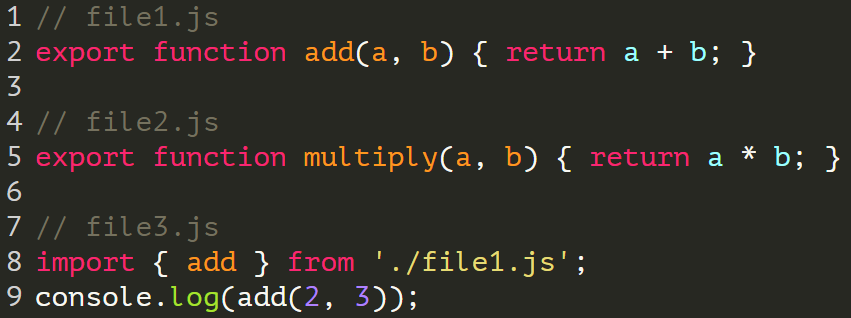 1 // file1.js
2 export function add(a, b) { return a + b; }
3
4 // file2.js
5 export function multiply(a, b) { return a * b; }
6
7 // file3.js
8 import { add } from './file1.js';
9 console.log(add(2, 3));